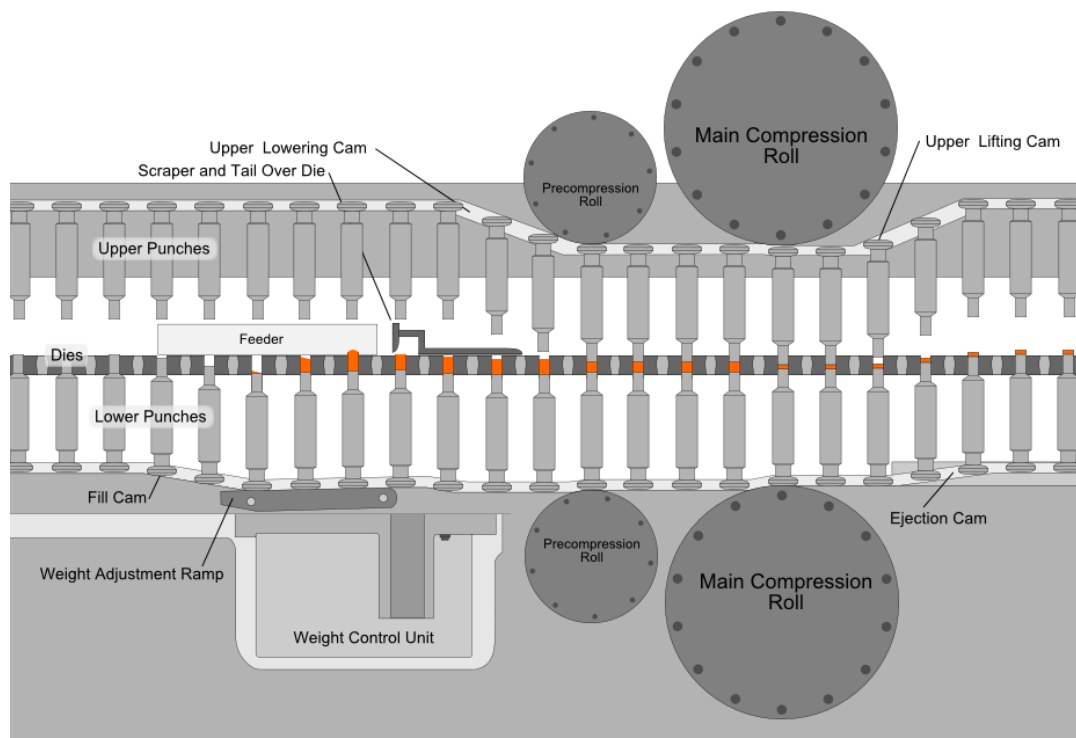 Main Compression
Roll
Upper Lowering Cam
Upper Lifting Cam
Scraper and Tail Over Die
Precompression
Roll
Upper Punches
Feeder
Dies
Lower Punches
Fill Cam
Ejection Cam
Precompression
Roll
Weight Adjustment Ramp
Main Compression
Roll
Weight Control Unit